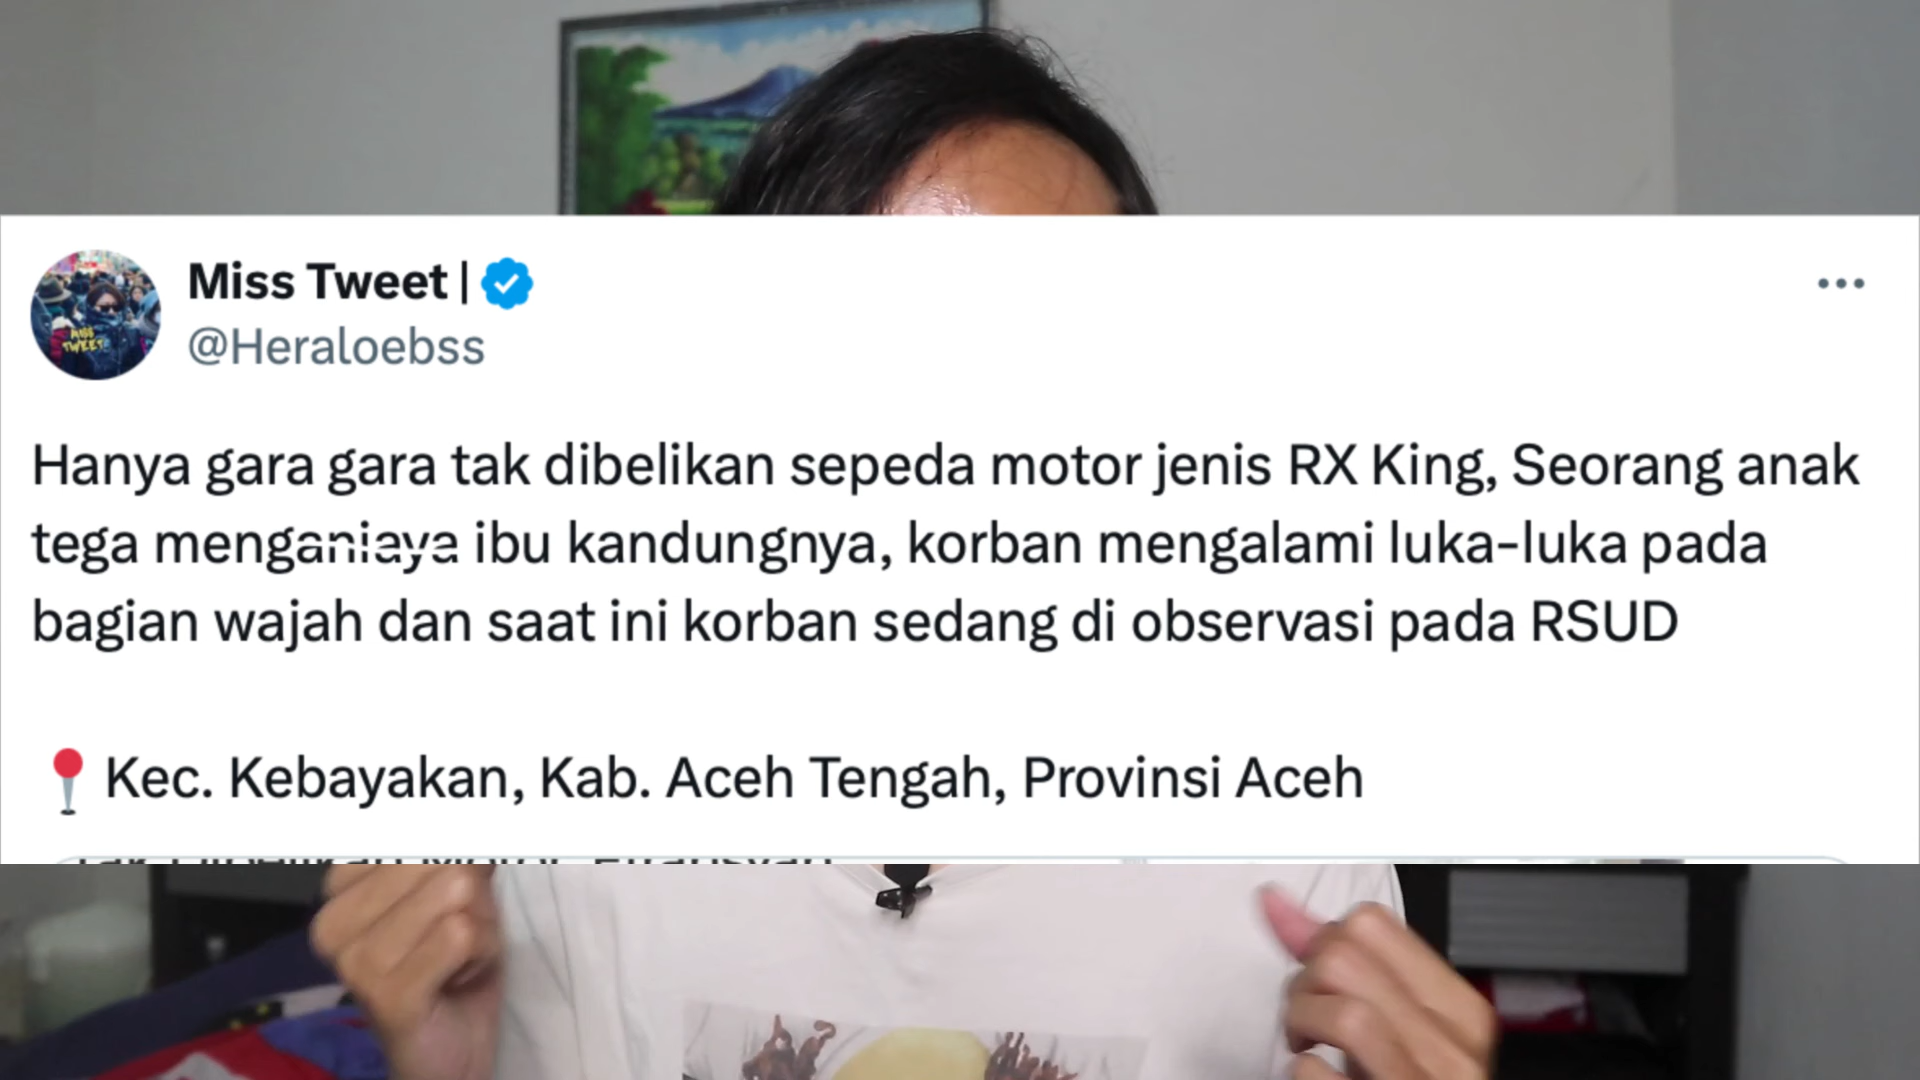 Miss Tweet |
@Heraloebss
MISS
TWEET
Hanya gara gara tak dibelikan sepeda motor jenis RX King, Seorang anak
tega menganiaya ibu kandungnya, korban mengalami luka-luka pada
bagian wajah dan saat ini korban sedang di observasi pada RSUD
Kec. Kebayakan, Kab. Aceh Tengah, Provinsi Aceh